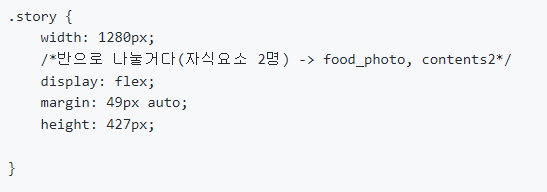 .story {
    width: 1280px;
    /*반으로 나눌거다(자식요소 2명) -> food_photo, contents2*/
    display: flex;
    margin: 49px auto;
    height: 427px;
}